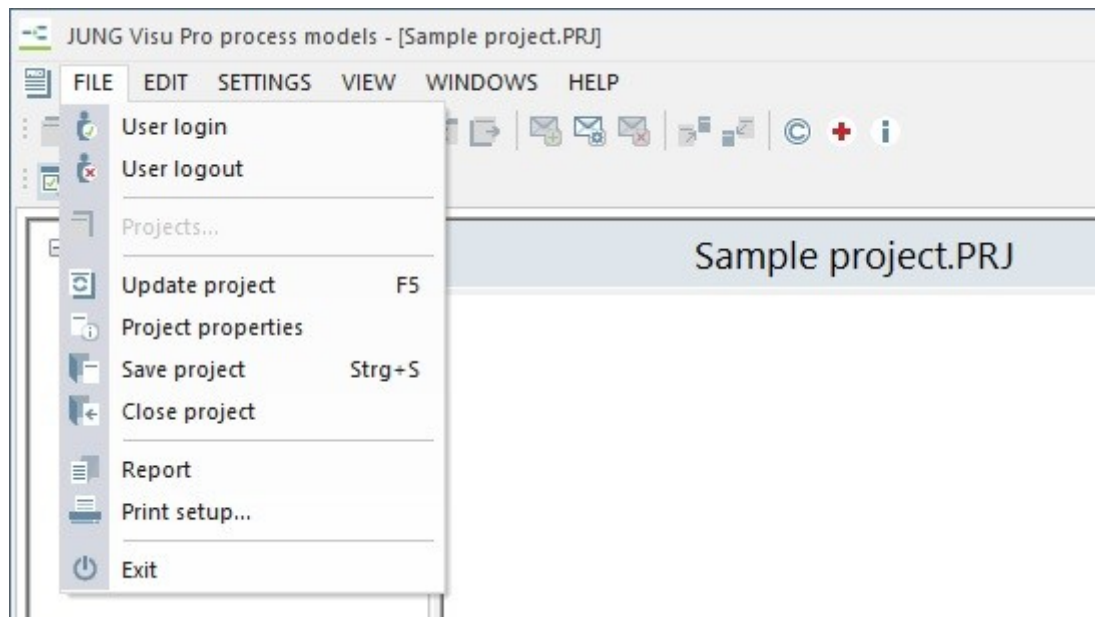 JUNG Visu Pro process models - [Sample project.PRJ]
FILE EDIT SETTINGS VIEW WINDOWS HELP
User login
User logout
Projects...
Sample project.PRJ
Update project F5
Project properties
Save project Strg+S
Close project
Report
Print setup...
Exit